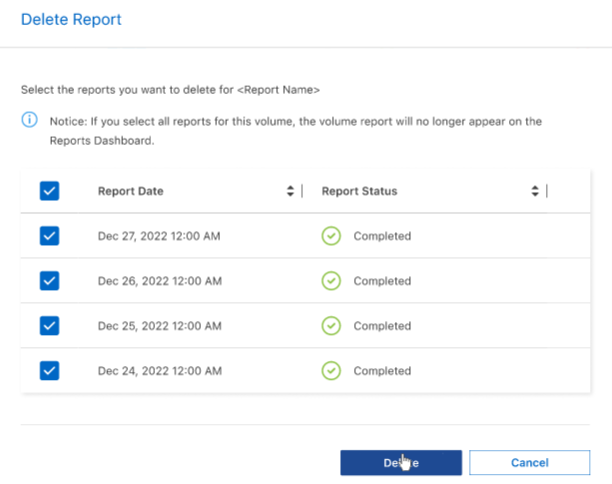 Delete Report
Select the reports you want to delete for <Report Name>
Notice: If you select all reports for this volume, the volume report will no longer appear on the
Reports Dashboard.
Report Date Report Status
Dec 27, 2022 12:00 AM Completed
Dec 26, 2022 12:00 AM Completed
Dec 25, 2022 12:00 AM Completed
Dec 24, 2022 12:00 AM Completed
Delete Cancel